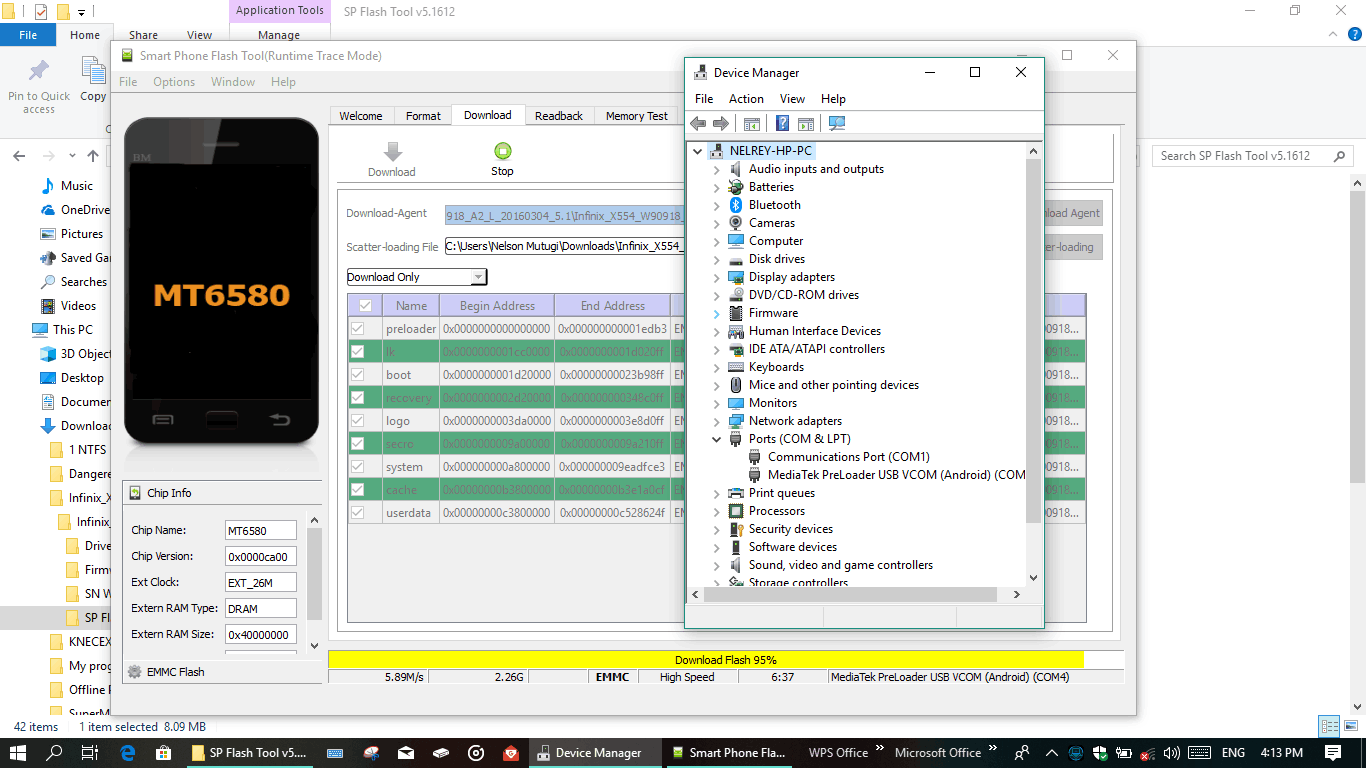 Application Tools
SP Flash Tool v5.1612
File
Home
Share
View
Manage
Pin to Quick
access
Copy
Search SP Flash Tool v5.1612
Music
OneDrive
Pictures
Saved Ga
Searches
Videos
This PC
3D Object
Desktop
Documen
Download
1 NTFS
Dangere
Infinix_X
Infinix_
Drive
Firmw
SN W
SP Fl
KNECEX
My prog
Offline F
SuperM
42 items
1 item selected 8.09 MB
Smart Phone Flash Tool(Runtime Trace Mode)
File Options Window Help
BM
MT6580
Chip Info
Chip Name: MT6580
Chip Version: 0x0000ca00
Ext Clock: EXT_26M
Extern RAM Type: DRAM
Extern RAM Size: 0x40000000
EMMC Flash
Welcome Format Download Readback Memory Test
Download
Stop
Download-Agent 918_A2_L_20160304_5.1\Infinix_X554_W90918_ load Agent
Scatter-loading File C:\Users\Nelson Mutugi\Downloads\Infinix_X554_ er-loading
Download Only
Name Begin Address End Address
preloader 0x0000000000000000 0x000000000001edb3 EM 00918...
lk 0x0000000001cc0000 0x0000000001d020ff EM 00918...
boot 0x0000000001d20000 0x00000000023b98ff EM 00918...
recovery 0x0000000002d20000 0x000000000348c0ff EM 00918...
logo 0x0000000003da0000 0x0000000003e8d0ff EM 00918...
secro 0x0000000009a00000 0x0000000009a210ff EM 00918...
system 0x000000000a800000 0x000000009eadfce3 EM 00918...
cache 0x00000000b3800000 0x00000000b3e1a0cf EM 00918...
userdata 0x00000000c3800000 0x00000000c528624f EM 00918...
Download Flash 95%
5.89M/s 2.26G EMMC High Speed 6:37 MediaTek PreLoader USB VCOM (Android) (COM4)
Device Manager
File Action View Help
NELREY-HP-PC
Audio inputs and outputs
Batteries
Bluetooth
Cameras
Computer
Disk drives
Display adapters
DVD/CD-ROM drives
Firmware
Human Interface Devices
IDE ATA/ATAPI controllers
Keyboards
Mice and other pointing devices
Monitors
Network adapters
Ports (COM & LPT)
Communications Port (COM1)
MediaTek PreLoader USB VCOM (Android) (COM
Print queues
Processors
Security devices
Software devices
Sound, video and game controllers
Storage controllers
SP Flash Tool v5.... Device Manager Smart Phone Fla... WPS Office Microsoft Office ENG 4:13 PM